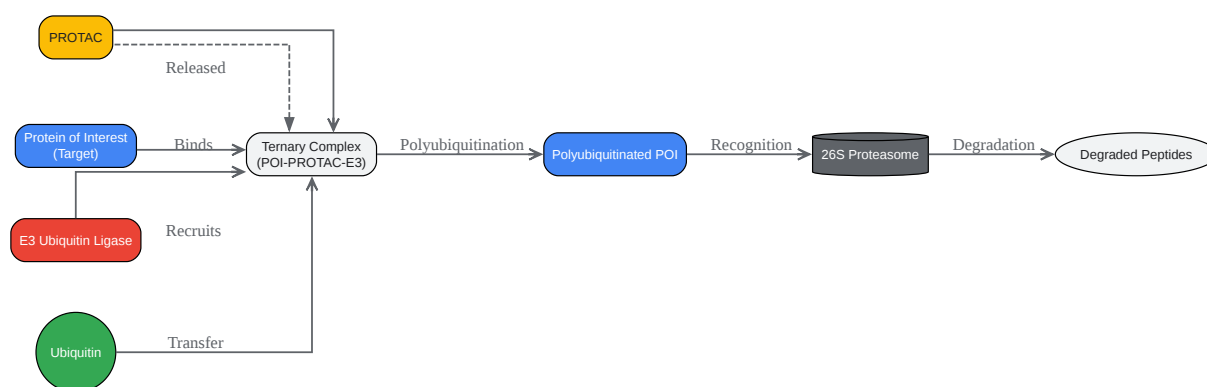 PROTAC
Released
Protein of Interest
(Target)
Binds
Ternary Complex
(POI-PROTAC-E3)
Polyubiquitination
Polyubiquitinated POI
Recognition
26S Proteasome
Degradation
Degraded Peptides
E3 Ubiquitin Ligase
Recruits
Ubiquitin
Transfer